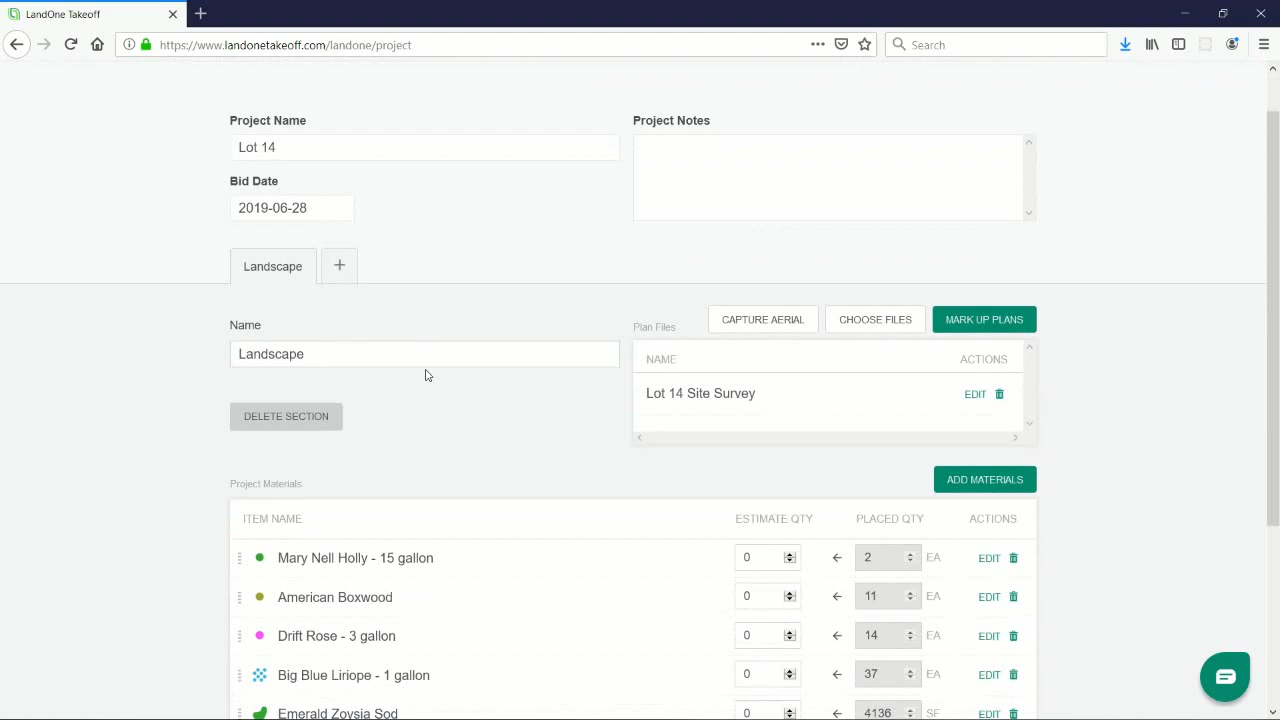 LandOne Takeoff
https://www.landonetakeoff.com/landone/project
Search
Project Name
Project Notes
Lot 14
Bid Date
2019-06-28
Landscape
+
Name
Plan Files
CAPTURE AERIAL
CHOOSE FILES
MARK UP PLANS
Landscape
NAME ACTIONS
Lot 14 Site Survey EDIT
DELETE SECTION
Project Materials
ADD MATERIALS
ITEM NAME ESTIMATE QTY PLACED QTY ACTIONS
Mary Nell Holly - 15 gallon 0 2 EA EDIT
American Boxwood 0 11 EA EDIT
Drift Rose - 3 gallon 0 14 EA EDIT
Big Blue Liriope - 1 gallon 0 37 EA EDIT
Emerald Zoysia Sod 0 4136 SF EDIT